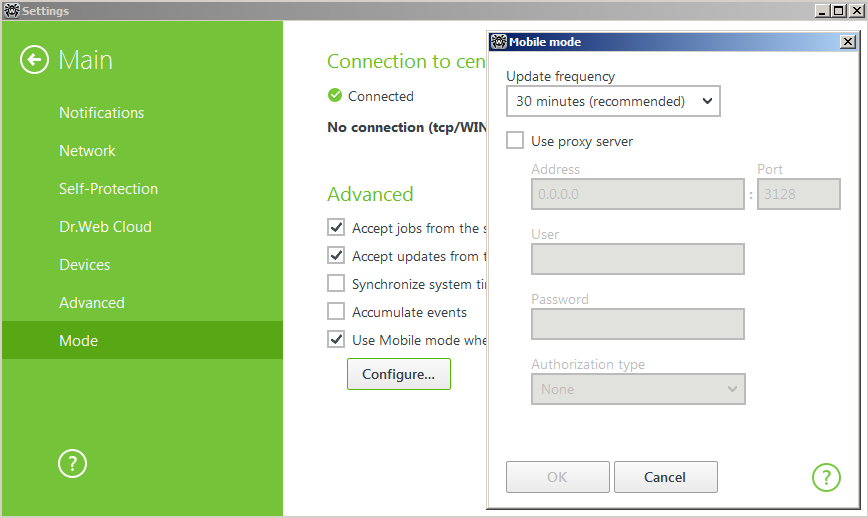 Settings
Main
Notifications
Network
Self-Protection
Dr.Web Cloud
Devices
Advanced
Mode
?
Connection to cen
Connected
No connection (tcp/WIN
Advanced
Accept jobs from the s
Accept updates from t
Synchronize system ti
Accumulate events
Use Mobile mode whe
Configure...
Mobile mode
Update frequency
30 minutes (recommended)
Use proxy server
Address Port
0.0.0.0 : 3128
User
Password
Authorization type
None
OK Cancel
?